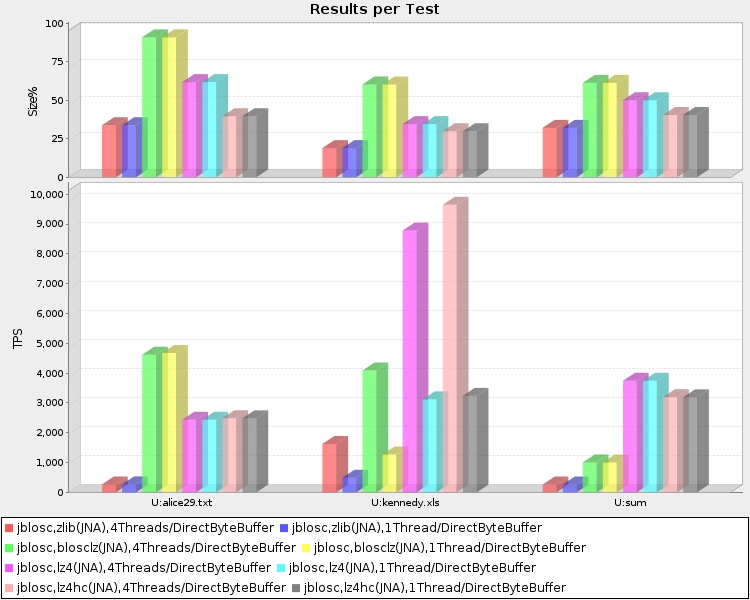 Results per Test
100
75
50
25
0
Size%
10,000
9,000
8,000
7,000
6,000
5,000
4,000
3,000
2,000
1,000
0
TPS
U:alice29.txt U:kennedy.xls U:sum
jblosc,zlib(JNA),4Threads/DirectByteBuffer jblosc,zlib(JNA),1Thread/DirectByteBuffer
jblosc,blosclz(JNA),4Threads/DirectByteBuffer jblosc,blosclz(JNA),1Thread/DirectByteBuffer
jblosc,lz4(JNA),4Threads/DirectByteBuffer jblosc,lz4(JNA),1Thread/DirectByteBuffer
jblosc,lz4hc(JNA),4Threads/DirectByteBuffer jblosc,lz4hc(JNA),1Thread/DirectByteBuffer